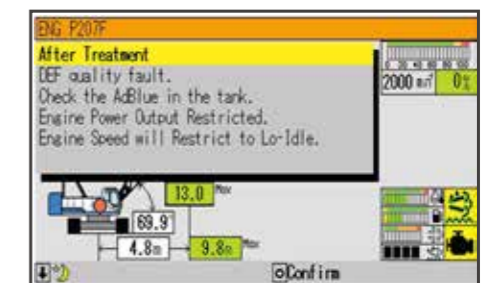 ENG P207F
After Treatment
DEF quality fault.
Check the AdBlue in the tank.
Engine Power Output Restricted.
Engine Speed will Restrict to Lo-Idle.
2000 0%
13.0 Max
69.9
4.8m 9.8m Max
Confirm